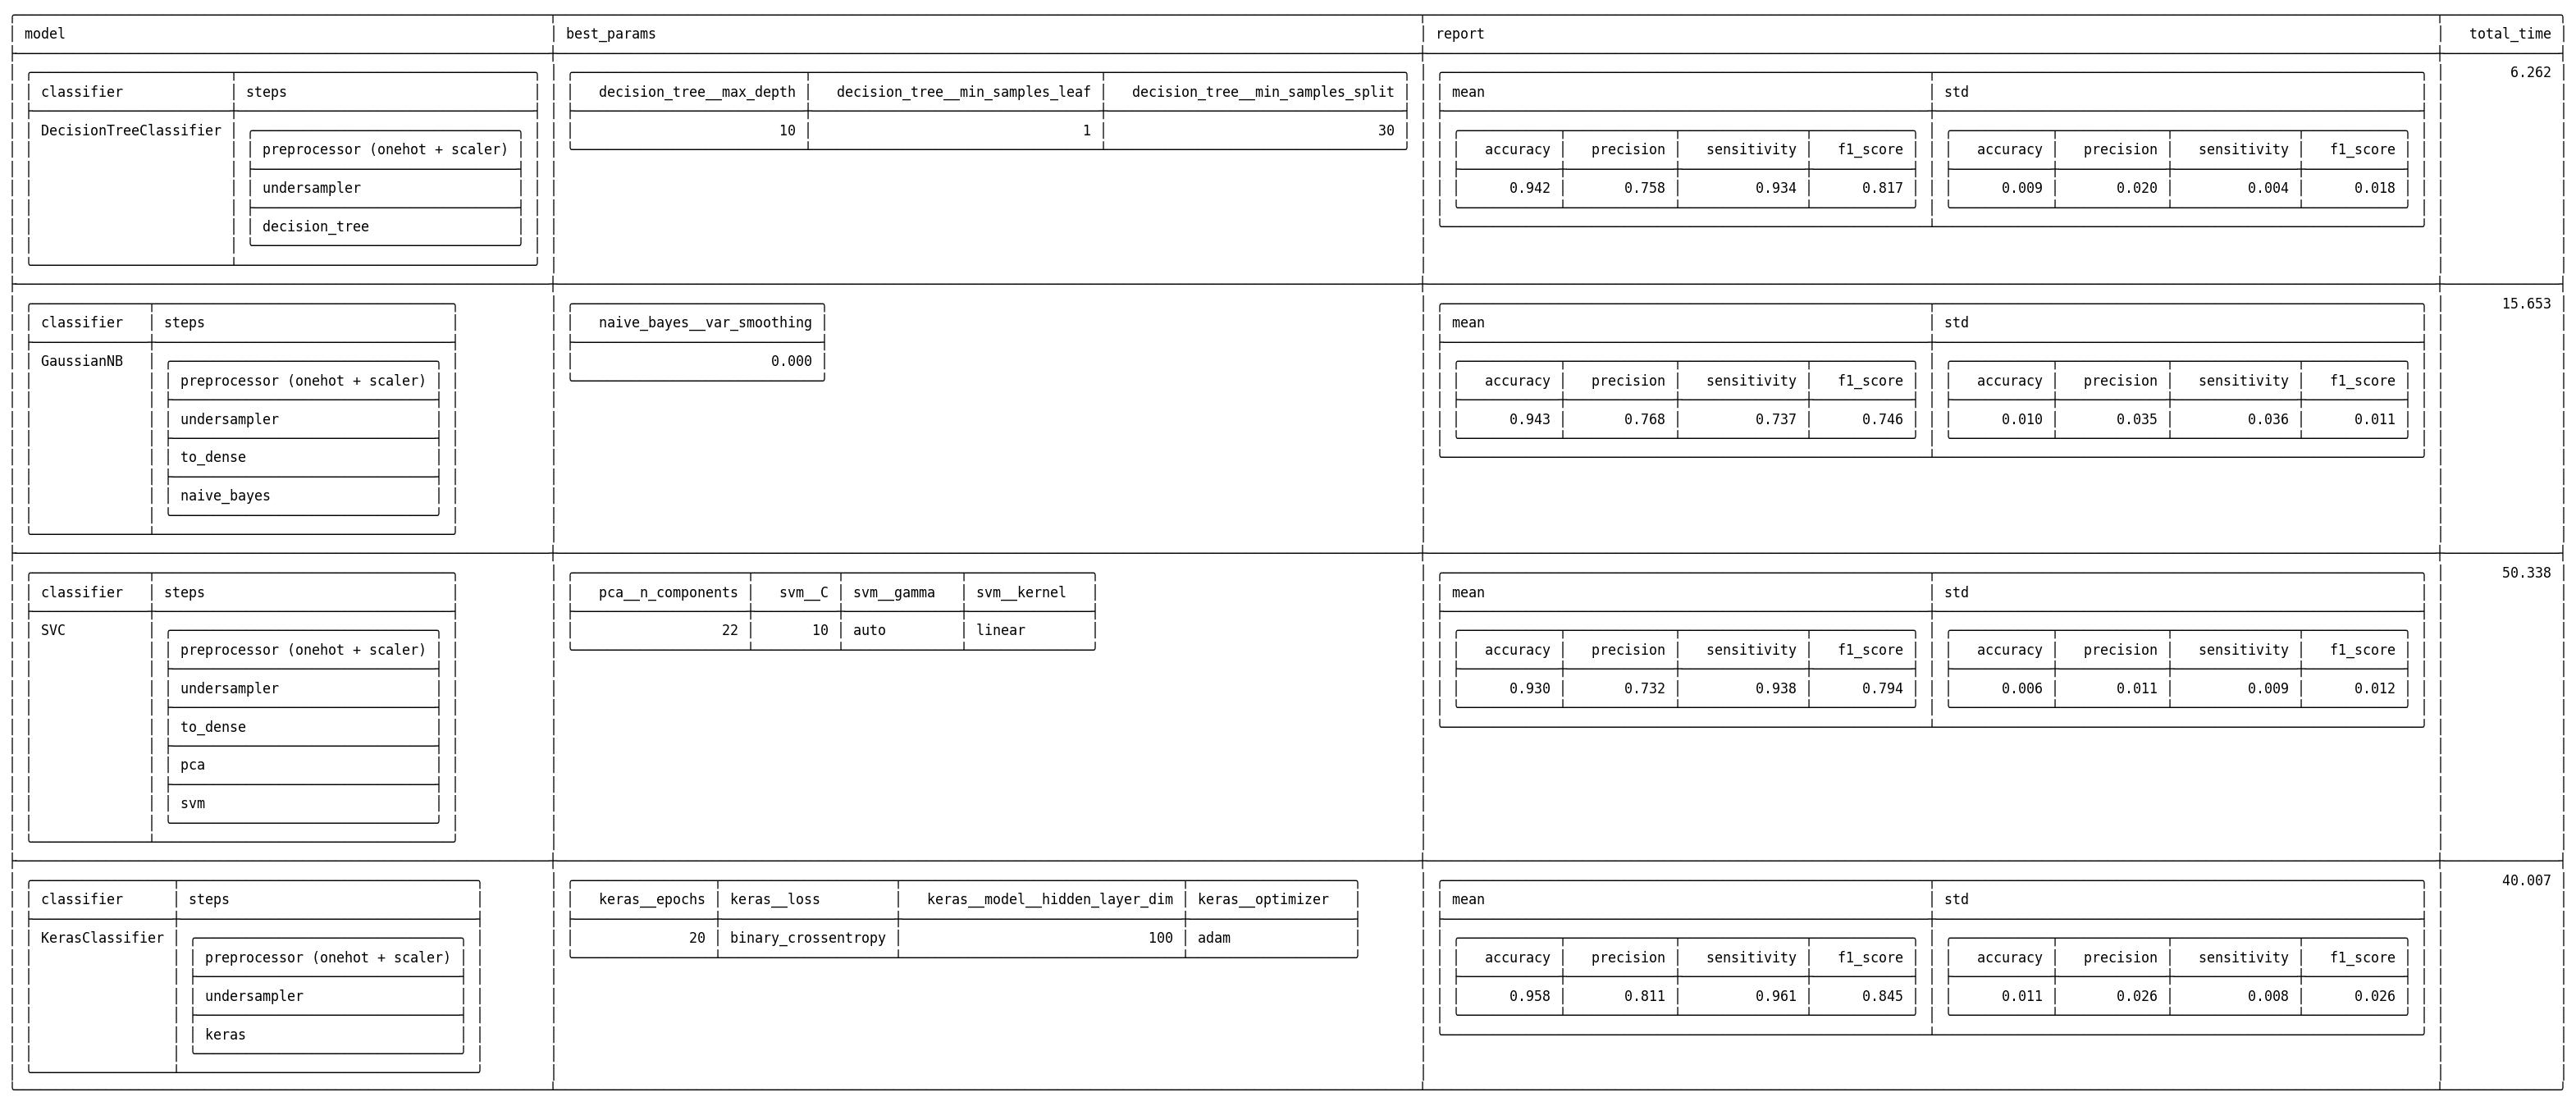 model best_params report total_time
6.262
classifier steps decision_tree__max_depth decision_tree__min_samples_leaf decision_tree__min_samples_split mean std
DecisionTreeClassifier 10 1 30
preprocessor (onehot + scaler) accuracy precision sensitivity f1_score accuracy precision sensitivity f1_score
undersampler 0.942 0.758 0.934 0.817 0.009 0.020 0.004 0.018
decision_tree
15.653
classifier steps naive_bayes__var_smoothing mean std
GaussianNB 0.000
preprocessor (onehot + scaler) accuracy precision sensitivity f1_score accuracy precision sensitivity f1_score
undersampler 0.943 0.768 0.737 0.746 0.010 0.035 0.036 0.011
to_dense
naive_bayes
50.338
classifier steps pca__n_components svm__C svm__gamma svm__kernel mean std
SVC 22 10 auto linear
preprocessor (onehot + scaler) accuracy precision sensitivity f1_score accuracy precision sensitivity f1_score
undersampler 0.930 0.732 0.938 0.794 0.006 0.011 0.009 0.012
to_dense
pca
svm
40.007
classifier steps keras__epochs keras__loss keras__model__hidden_layer_dim keras__optimizer mean std
KerasClassifier 20 binary_crossentropy 100 adam
preprocessor (onehot + scaler) accuracy precision sensitivity f1_score accuracy precision sensitivity f1_score
undersampler 0.958 0.811 0.961 0.845 0.011 0.026 0.008 0.026
keras